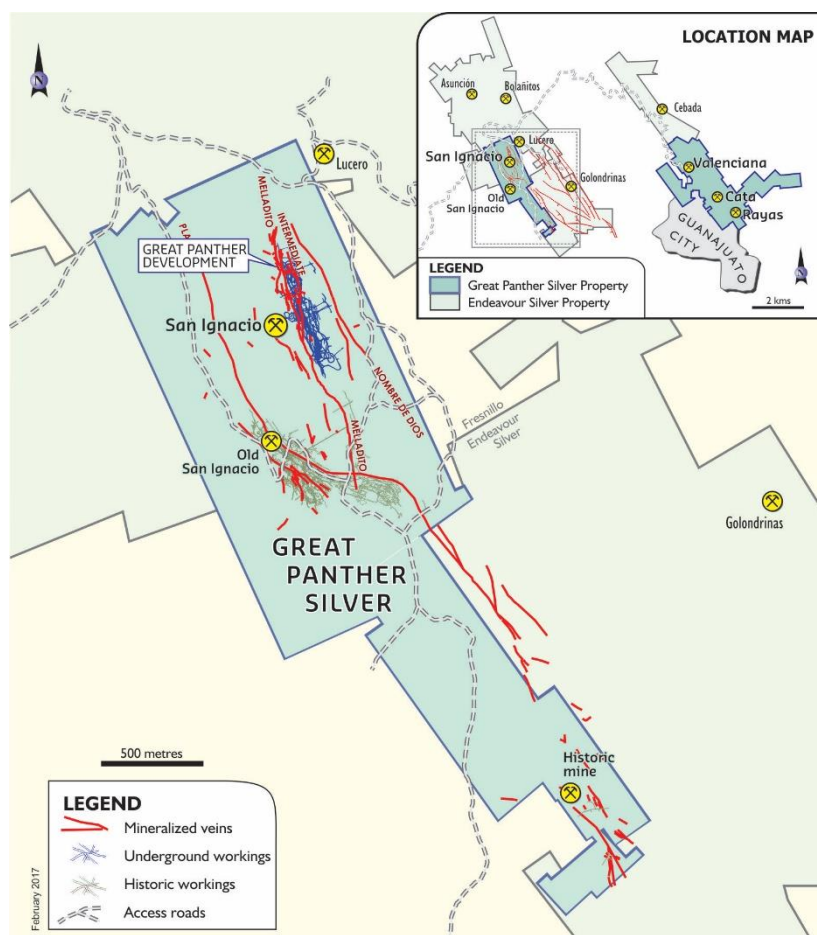 LOCATION MAP
N
Asunción
Bolañitos
Cebada
Lucero
San Ignacio
Valenciana
Golondrinas
Old
San Ignacio
Cata
Rayas
GUANAJUATO
CITY
N
LEGEND
Great Panther Silver Property
Endeavour Silver Property
2 kms
Lucero
MELLADITO
INTERMEDIATE
PLA
GREAT PANTHER
DEVELOPMENT
San Ignacio
NOMBRE DE DIOS
Fresnillo
Endeavour
Silver
MELLADITO
Old
San Ignacio
Golondrinas
GREAT
PANTHER
SILVER
500 metres
Historic
mine
LEGEND
Mineralized veins
Underground workings
Historic workings
Access roads
February 2017